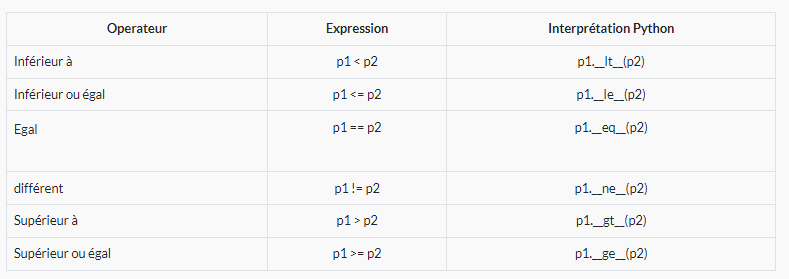 Operateur Expression Interprétation Python
Inférieur à p1 < p2 p1.__lt__(p2)
Inférieur ou égal p1 <= p2 p1.__le__(p2)
Egal p1 == p2 p1.__eq__(p2)
différent p1 != p2 p1.__ne__(p2)
Supérieur à p1 > p2 p1.__gt__(p2)
Supérieur ou égal p1 >= p2 p1.__ge__(p2)